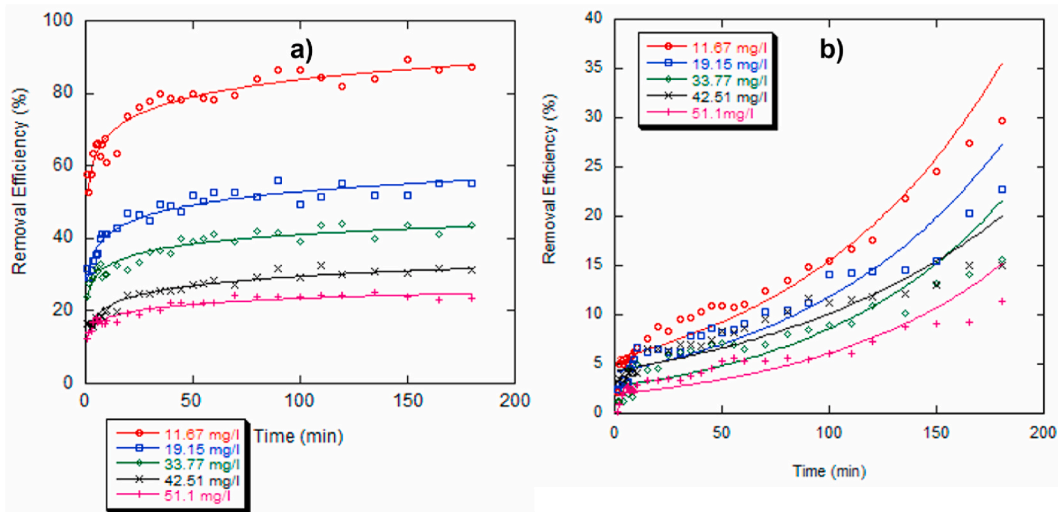 a)
Removal Efficiency (%)
100
80
60
40
20
0
0
50
100
150
200
Time (min)
11.67 mg/l
19.15 mg/l
33.77 mg/l
42.51 mg/l
51.1 mg/l
b)
Removal Efficiency (%)
40
35
30
25
20
15
10
5
0
0
50
100
150
200
Time (min)
11.67 mg/l
19.15 mg/l
33.77 mg/l
42.51 mg/l
51.1mg/l